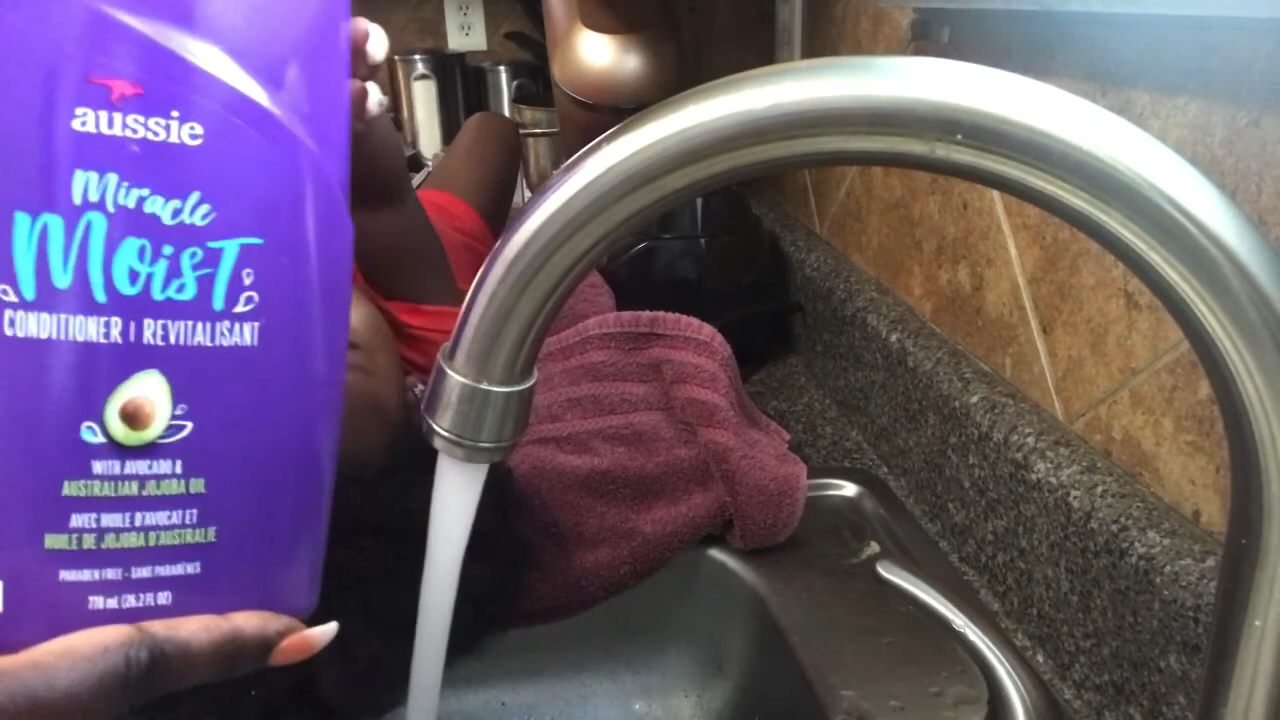 aussie
Miracle
Moist
CONDITIONER | REVITALISANT
WITH AVOCADO &
AUSTRALIAN JOJOBA OIL
AVEC HUILE D'AVOCAT ET
HUILE DE JOJOBA D'AUSTRALIE
PARABEN FREE - SANS PARABÈNES
778 mL (26.2 FL OZ)